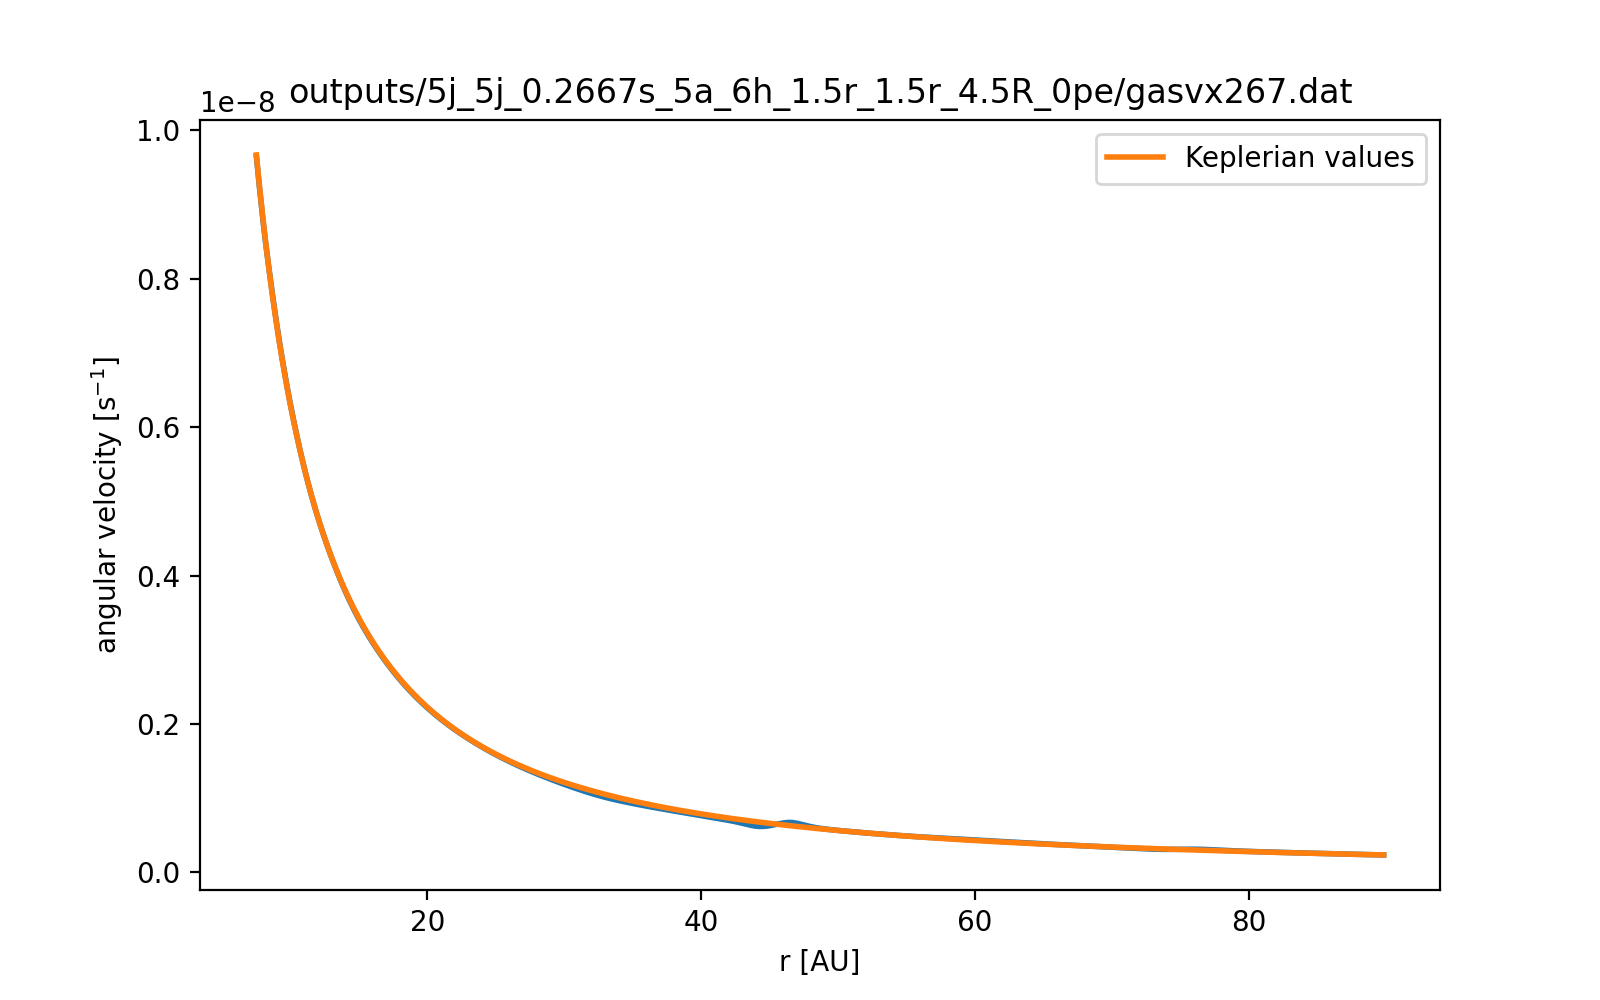 outputs/5j_5j_0.2667s_5a_6h_1.5r_1.5r_4.5R_0pe/gasvx267.dat
1e−8
Keplerian values
1.0
0.8
0.6
0.4
0.2
0.0
angular velocity [s⁻¹]
20 40 60 80
r [AU]